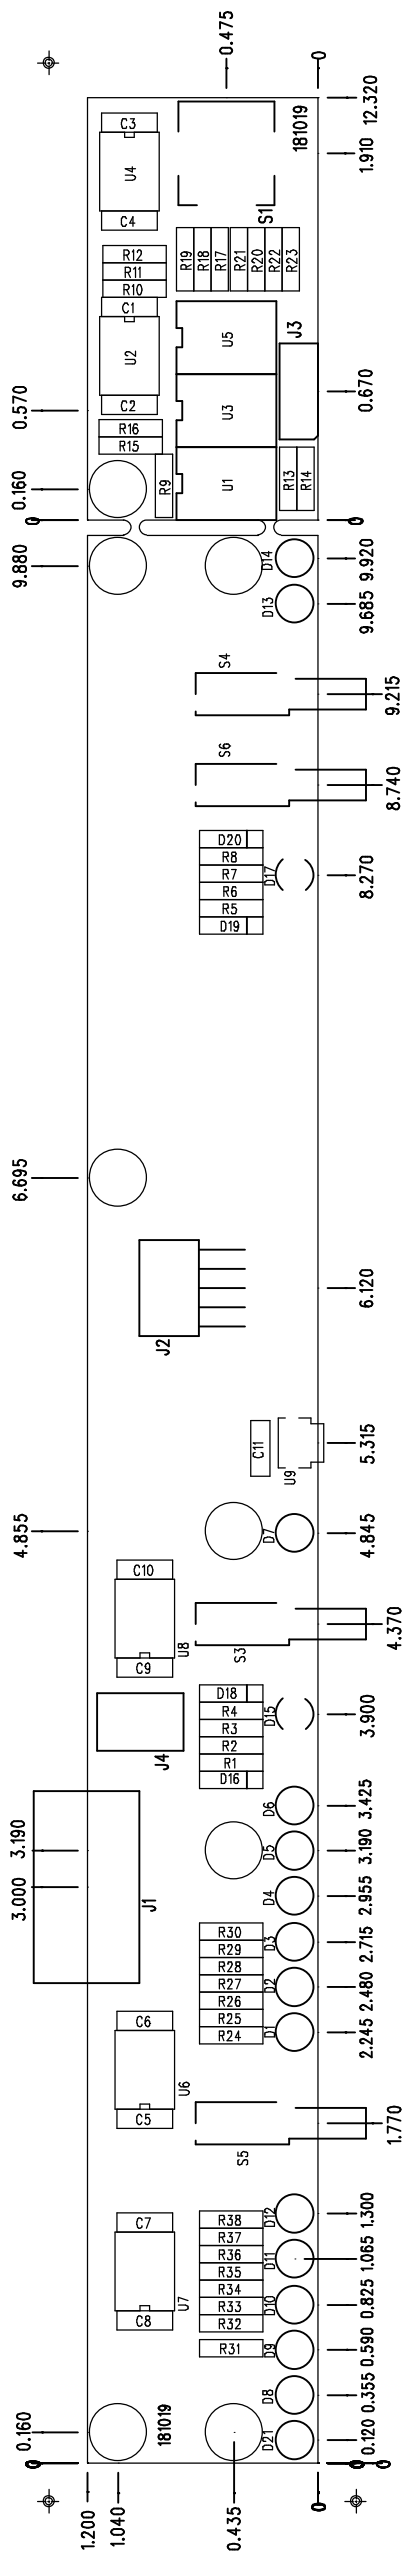 0.475
0
12.320
1.910
C3
U4
C4
181019
S1
R12
R11
R10
R19
R18
R17
R21
R20
R22
R23
C1
U2
C2
U5
U3
U1
J3
0.570
0.670
R16
R15
R9
R13
R14
0.160
0
0
9.880
D14
9.920
D13
9.685
S4
9.215
S6
8.740
D20
R8
R7
R6
R5
D19
D17
8.270
6.695
J2
6.120
C11
U9
5.315
4.855
D7
4.845
C10
U8
C9
S3
4.370
J4
D18
R4
R3
R2
R1
D16
D15
3.900
D6
3.425
3.190
D5
3.190
3.000
J1
D4
2.955
R30
R29
R28
R27
R26
R25
R24
D3
2.715
D2
2.480
D1
2.245
C6
U6
C5
S5
1.770
C7
U7
C8
R38
R37
R36
R35
R34
R33
R32
R31
D12
1.300
D11
1.065
D10
0.825
D9
0.590
D8
0.355
D21
0.120
0.160
181019
0
0
0
1.200
1.040
0.435
0